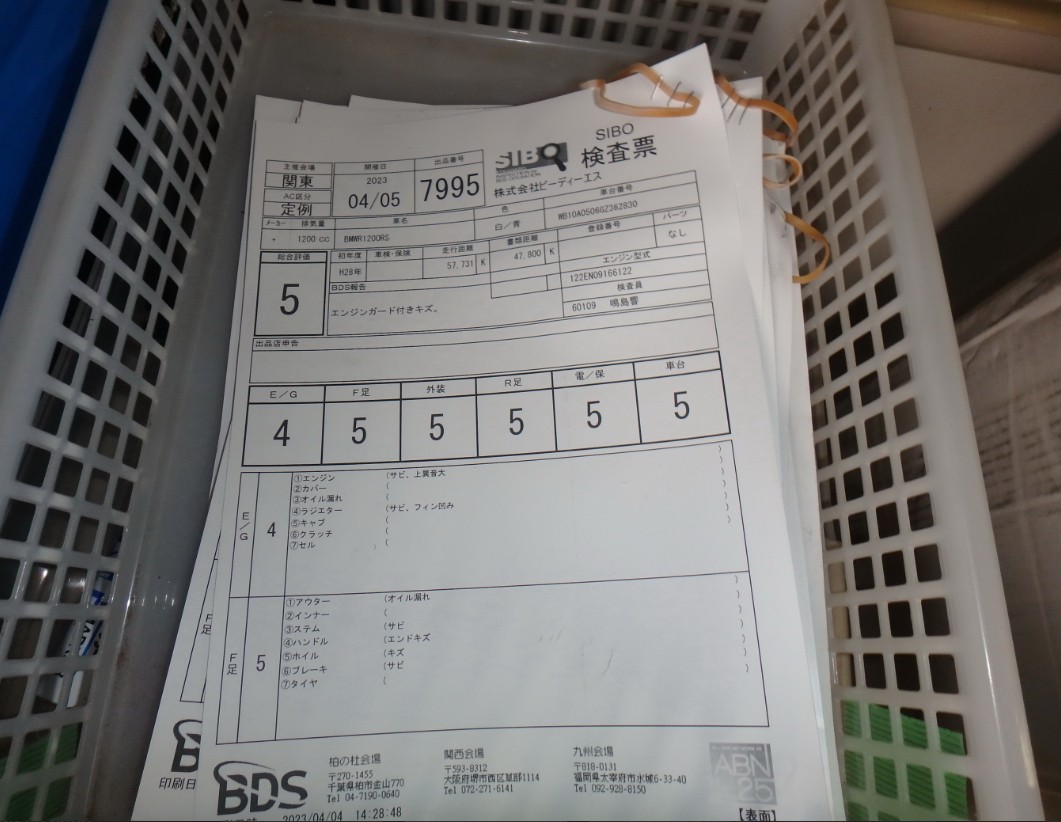 SIBO
検査票
SIBO
株式会社ビーディーエス
主催会場
関東
AC区分
定例
開催日
2023
04/05
出品番号
7995
メーカー 排気量 車名 色 車台番号
- 1200 cc BMWR1200RS 白/青 WB10A0506GZ362830
総合評価
5
初年度 車検・保険 走行距離 書類距離 登録番号 パーツ
H28年 57,731 K 47,800 K なし
BDS報告
エンジンガード付きキズ。
エンジン型式
122EN09166122
検査員
60109 鳴島響
出品店申告
E/G F足 外装 R足 電/保 車台
4 5 5 5 5 5
E/G
4
①エンジン (サビ、上異音大 )
②カバー ( )
③オイル漏れ ( )
④ラジエター (サビ、フィン凹み )
⑤キャブ ( )
⑥クラッチ ( )
⑦セル ( )
F足
5
①アウター (オイル漏れ )
②インナー ( )
③ステム (サビ )
④ハンドル (エンドキズ )
⑤ホイル (キズ )
⑥ブレーキ (サビ )
⑦タイヤ (
BDS
柏の杜会場
〒270-1455
千葉県柏市金山770
Tel 04-7190-0640
関西会場
〒593-8312
大阪府堺市西区草部1114
Tel 072-271-6141
九州会場
〒818-0131
福岡県太宰府市水城6-33-40
Tel 092-928-8150
ABN
25
2023/04/04 14:28:48
【表面】
F足
印刷日